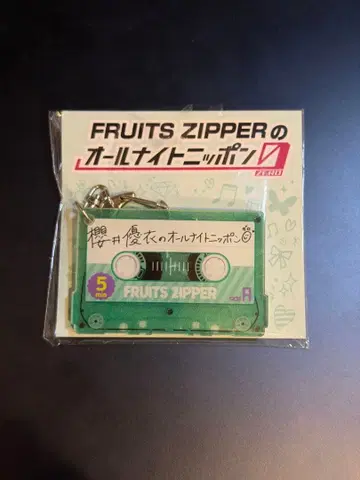 FRUITS ZIPPERの
オールナイトニッポン0
ZERO
櫻井優衣のオールナイトニッポン
5
min
FRUITS ZIPPER
SIDE A